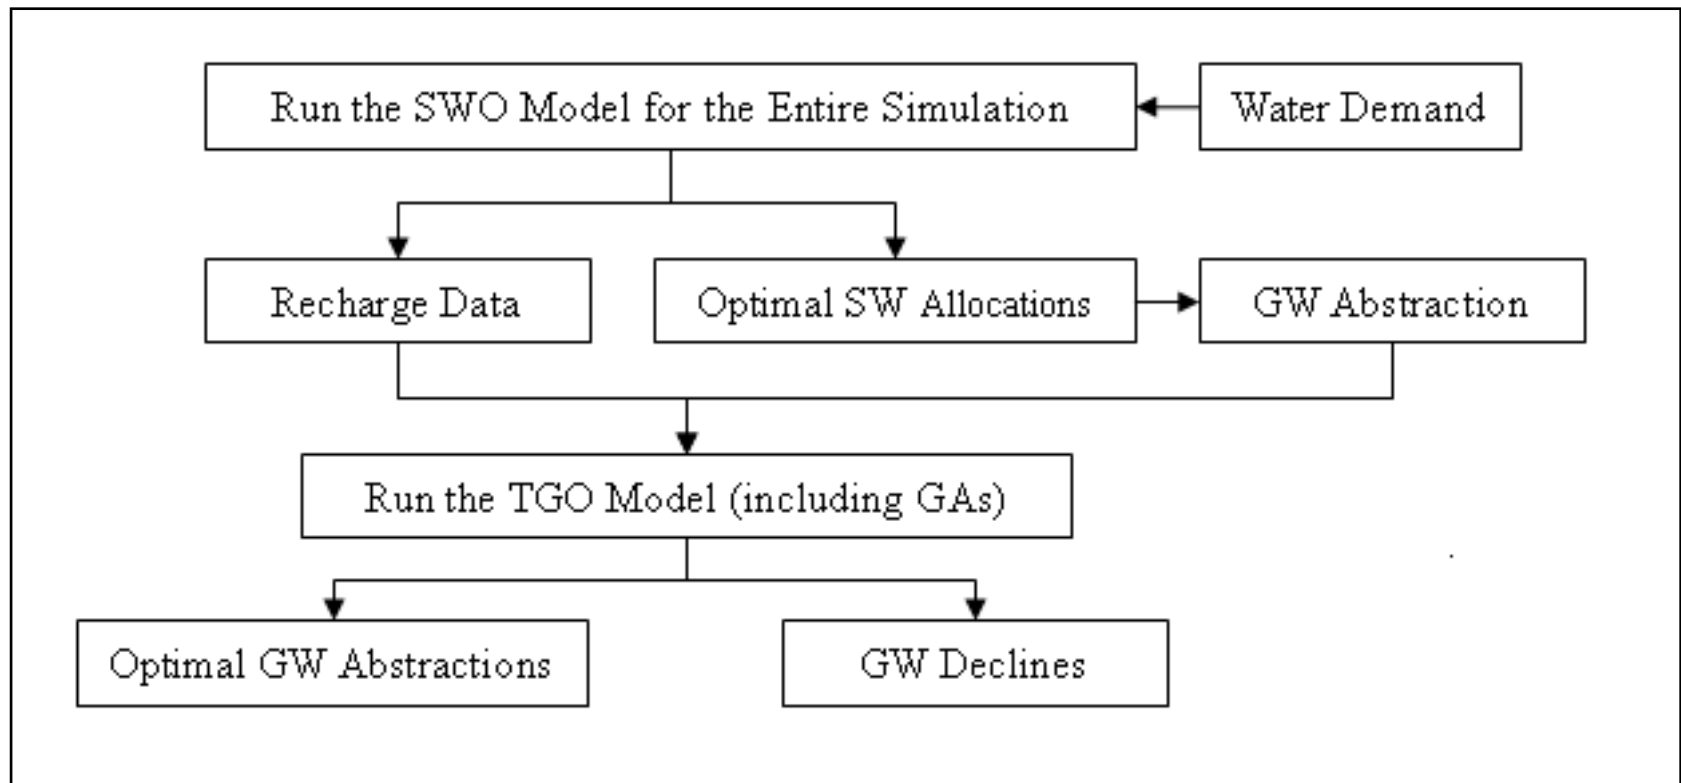 Run the SWO Model for the Entire Simulation
Water Demand
Recharge Data
Optimal SW Allocations
GW Abstraction
Run the TGO Model (including GAs)
Optimal GW Abstractions
GW Declines